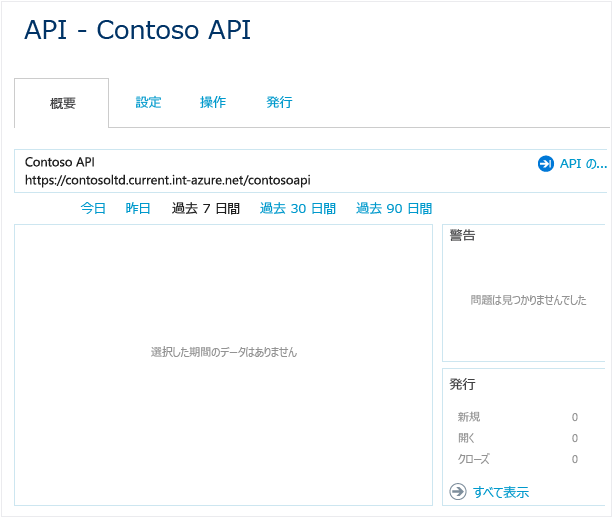 API - Contoso API
概要 設定 操作 発行
Contoso API
API の...
https://contosoltd.current.int-azure.net/contosoapi
今日 昨日 過去 7 日間 過去 30 日間 過去 90 日間
選択した期間のデータはありません
警告
問題は見つかりませんでした
発行
新規 0
開く 0
クローズ 0
すべて表示